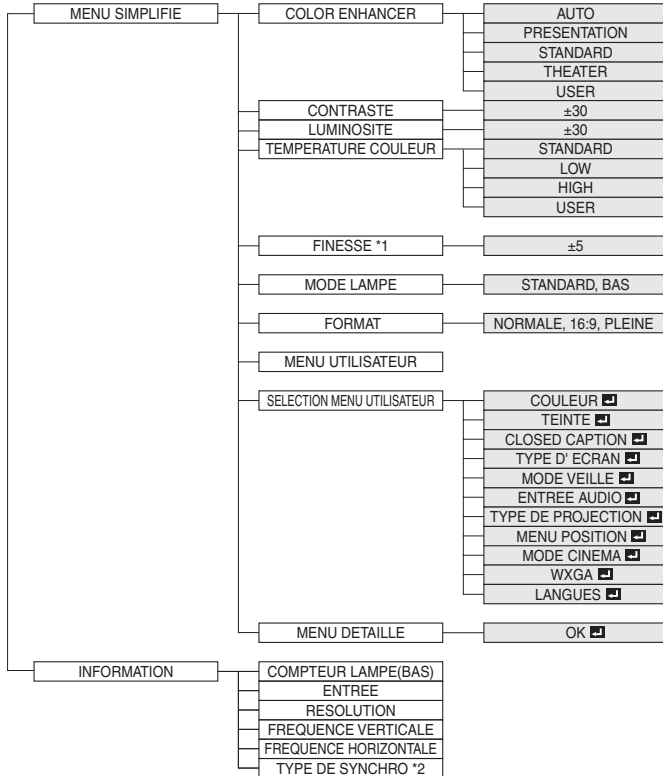 MENU SIMPLIFIE
COLOR ENHANCER
AUTO
PRESENTATION
STANDARD
THEATER
USER
CONTRASTE
±30
LUMINOSITE
±30
TEMPERATURE COULEUR
STANDARD
LOW
HIGH
USER
FINESSE *1
±5
MODE LAMPE
STANDARD, BAS
FORMAT
NORMALE, 16:9, PLEINE
MENU UTILISATEUR
SELECTION MENU UTILISATEUR
COULEUR
TEINTE
CLOSED CAPTION
TYPE D' ECRAN
MODE VEILLE
ENTREE AUDIO
TYPE DE PROJECTION
MENU POSITION
MODE CINEMA
WXGA
LANGUES
MENU DETAILLE
OK
INFORMATION
COMPTEUR LAMPE(BAS)
ENTREE
RESOLUTION
FREQUENCE VERTICALE
FREQUENCE HORIZONTALE
TYPE DE SYNCHRO *2